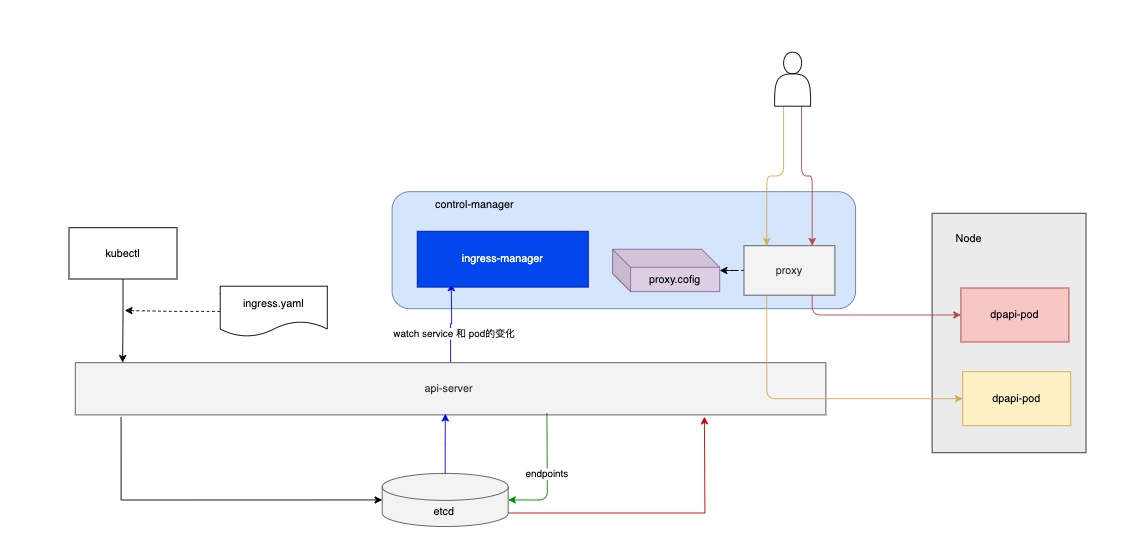 control-manager
kubectl
ingress-manager
proxy.cofig
proxy
Node
ingress.yaml
dpapi-pod
watch service 和 pod的变化
api-server
dpapi-pod
endpoints
etcd